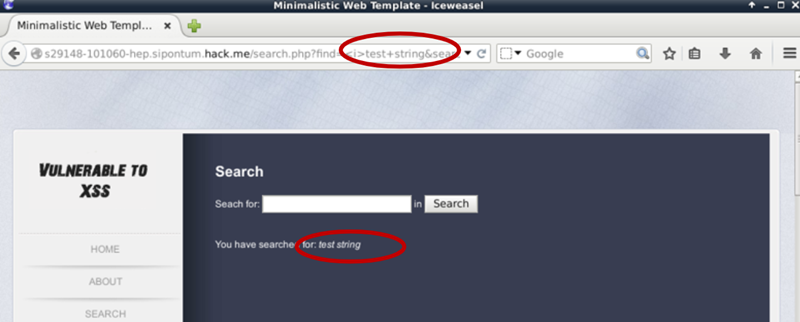 Minimalistic Web Template - Iceweasel
Minimalistic Web Templ...
s29148-101060-hep.sipontum.hack.me/search.php?find=<i>test+string&sear
Google
VULNERABLE TO
XSS
Search
Seach for: in Search
You have searched for: test string
HOME
ABOUT
SEARCH